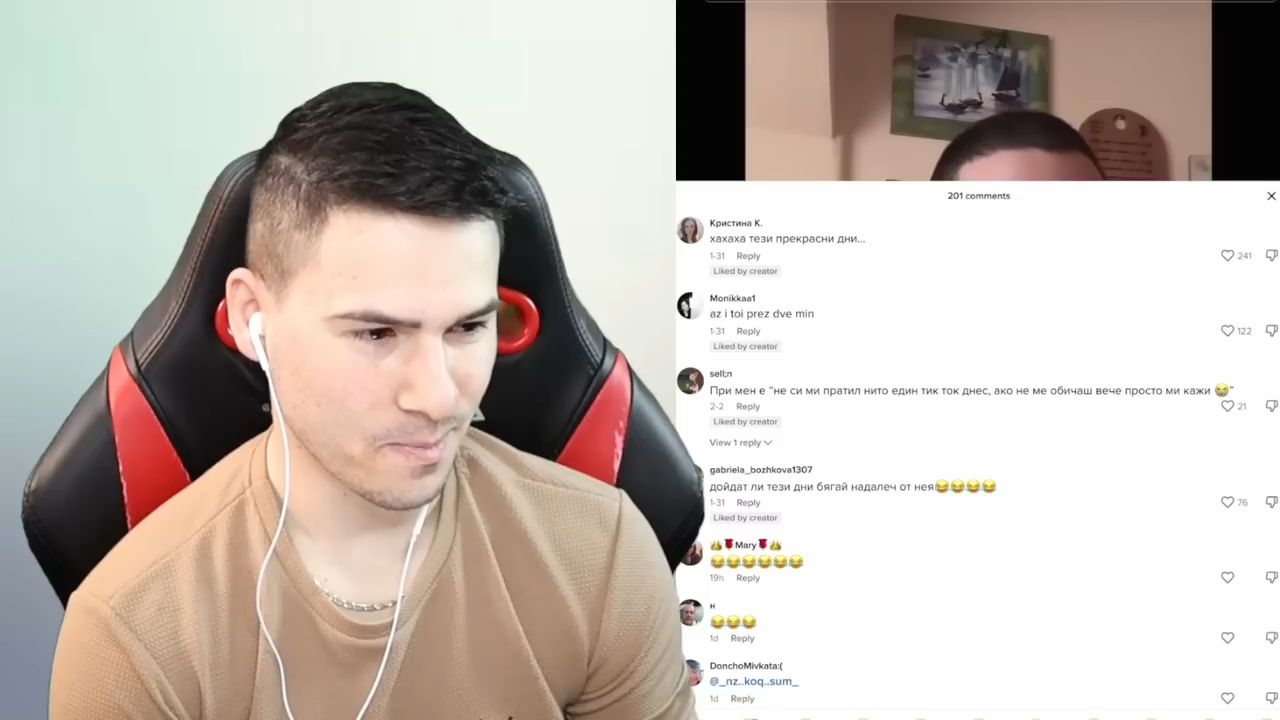 201 comments
Кристина К.
хахаха тези прекрасни дни...
1-31 Reply 241
Liked by creator
Monikkaa1
az i toi prez dve min
1-31 Reply 122
Liked by creator
sell;n
При мен е "не си ми пратил нито един тик ток днес, ако не ме обичаш вече просто ми кажи 😭"
2-2 Reply 21
Liked by creator
View 1 reply
gabriela_bozhkova1307
дойдат ли тези дни бягай надалеч от нея😂😂😂😂
1-31 Reply 76
Liked by creator
👑🌹Mary🌹👑
😂😂😂😂😂😂
19h Reply
н
😂😂😂
1d Reply
DonchoMivkata:(
@_nz..koq..sum_
1d Reply